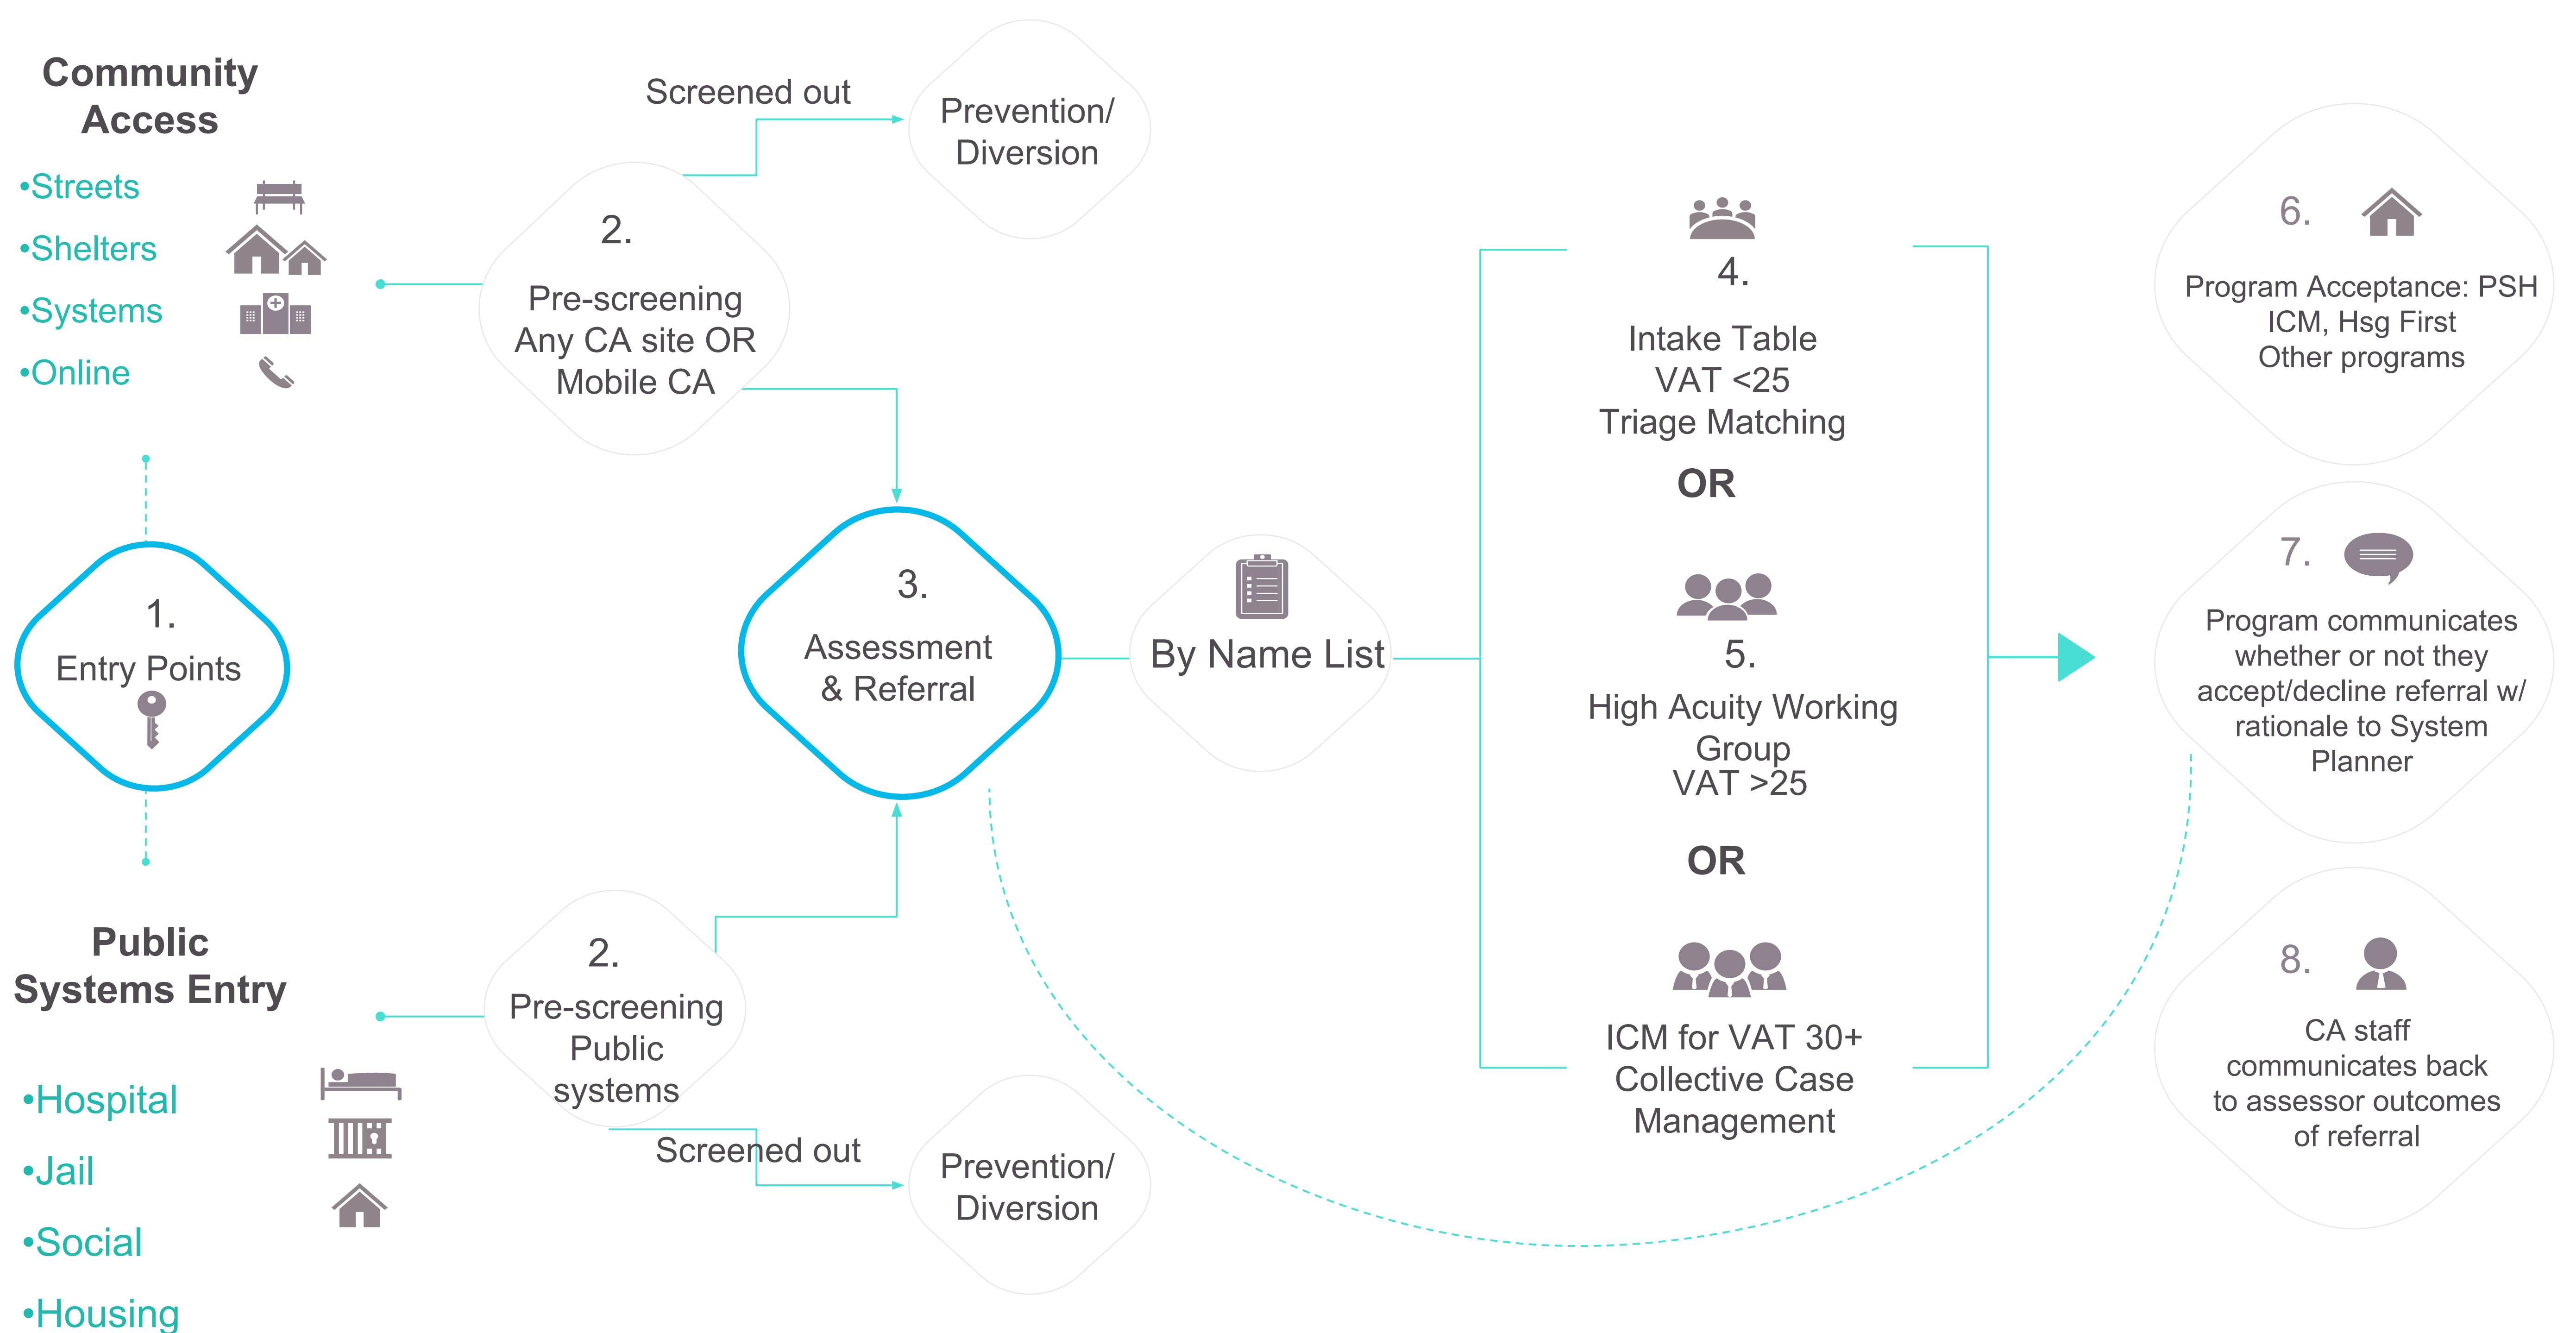 Community
Access
•Streets
•Shelters
•Systems
•Online
1.
Entry Points
Public
Systems Entry
•Hospital
•Jail
•Social
•Housing
2.
Pre-screening
Any CA site OR
Mobile CA
Screened out
Prevention/
Diversion
2.
Pre-screening
Public
systems
Screened out
Prevention/
Diversion
3.
Assessment
& Referral
By Name List
4.
Intake Table
VAT <25
Triage Matching
OR
5.
High Acuity Working
Group
VAT >25
OR
ICM for VAT 30+
Collective Case
Management
6.
Program Acceptance: PSH
ICM, Hsg First
Other programs
7.
Program communicates
whether or not they
accept/decline referral w/
rationale to System
Planner
8.
CA staff
communicates back
to assessor outcomes
of referral